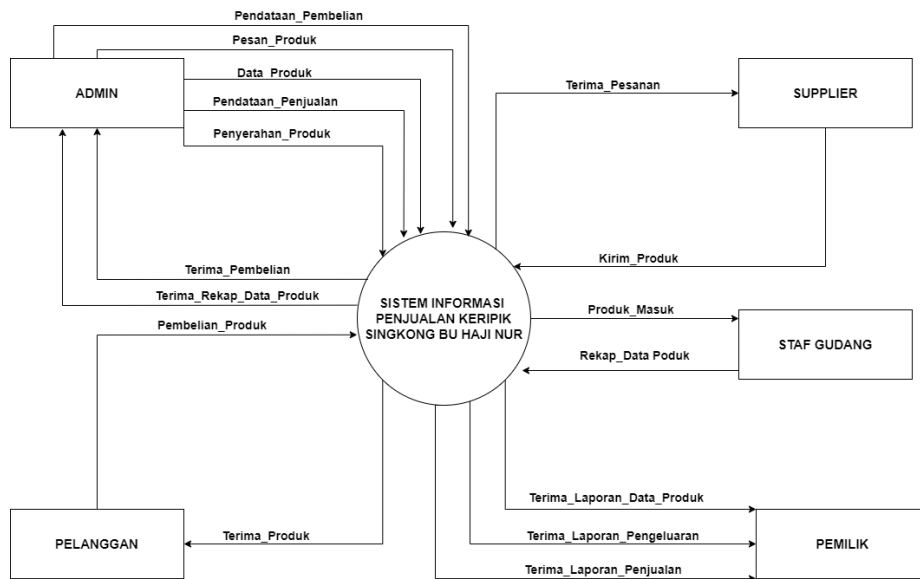 Pendataan_Pembelian
Pesan_Produk
Data_Produk
ADMIN
Pendataan_Penjualan
Penyerahan_Produk
Terima_Pesanan
SUPPLIER
Kirim_Produk
Terima_Pembelian
Terima_Rekap_Data_Produk
Pembelian_Produk
SISTEM INFORMASI
PENJUALAN KERIPIK
SINGKONG BU HAJI NUR
Produk_Masuk
STAF GUDANG
Rekap_Data Poduk
PELANGGAN
Terima_Produk
Terima_Laporan_Data_Produk
Terima_Laporan_Pengeluaran
Terima_Laporan_Penjualan
PEMILIK